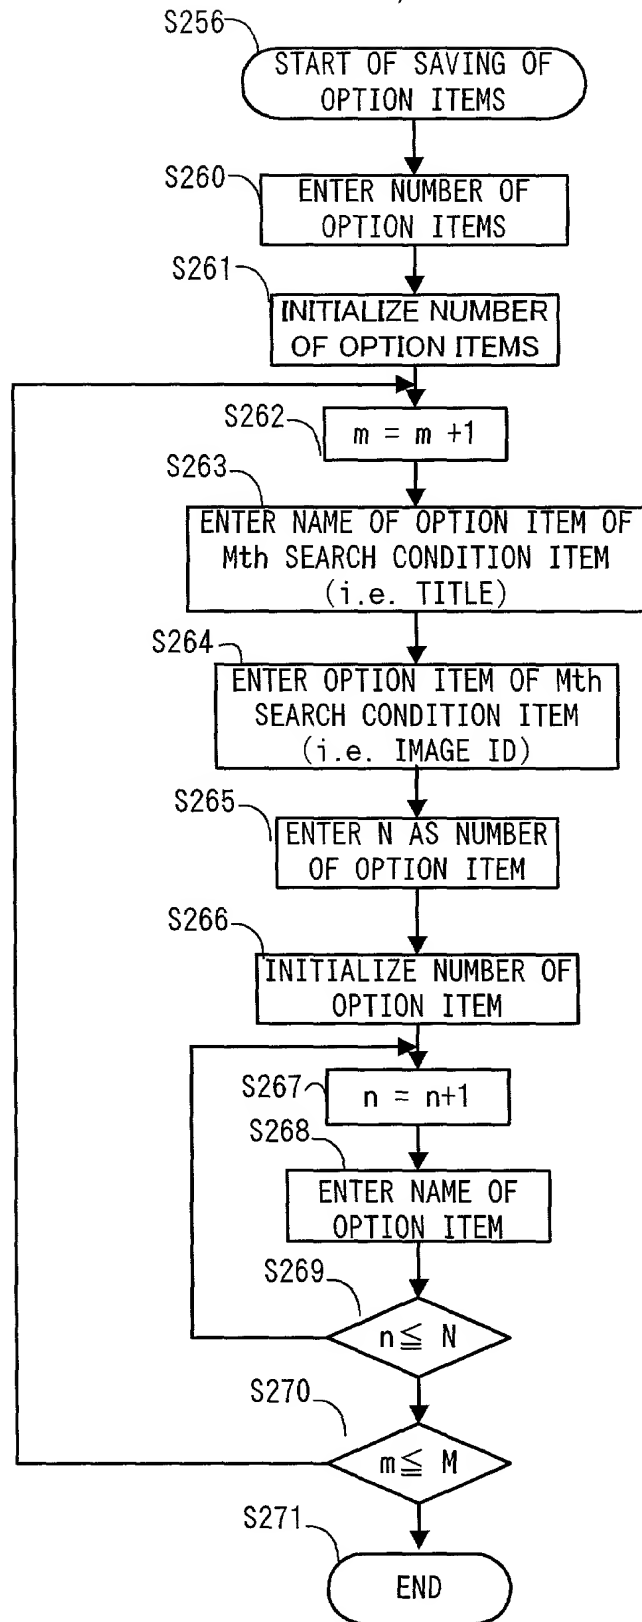 S256
START OF SAVING OF
OPTION ITEMS
S260
ENTER NUMBER OF
OPTION ITEMS
S261
INITIALIZE NUMBER
OF OPTION ITEMS
S262
m = m +1
S263
ENTER NAME OF OPTION ITEM OF
Mth SEARCH CONDITION ITEM
(i.e. TITLE)
S264
ENTER OPTION ITEM OF Mth
SEARCH CONDITION ITEM
(i.e. IMAGE ID)
S265
ENTER N AS NUMBER
OF OPTION ITEM
S266
INITIALIZE NUMBER OF
OPTION ITEM
S267
n = n+1
S268
ENTER NAME OF
OPTION ITEM
S269
n≦ N
S270
m≦ M
S271
END